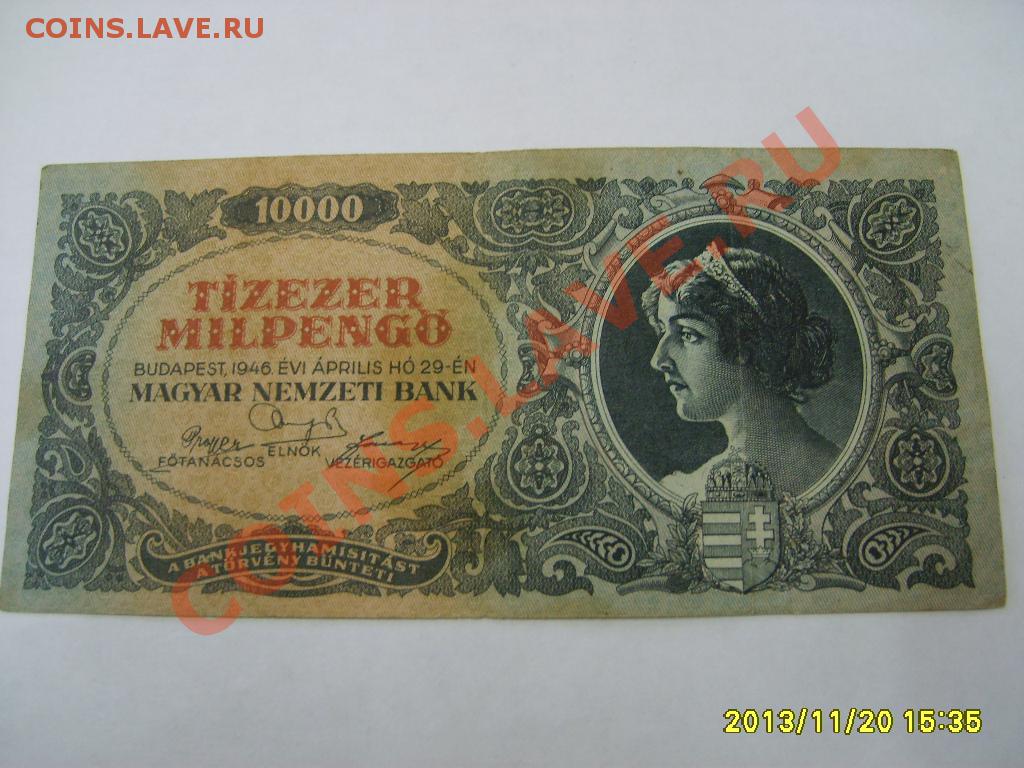 COINS.LAVE.RU
10000
TÍZEZER
MILPENGŐ
BUDAPEST, 1946. ÉVI ÁPRILIS HÓ 29-ÉN
MAGYAR NEMZETI BANK
FŐTANÁCSOS ELNÖK VEZÉRIGAZGATÓ
A BANKJEGYHAMISÍTÁST
A TÖRVÉNY BÜNTETI
COINS.LAVE.RU
2013/11/20 15:35